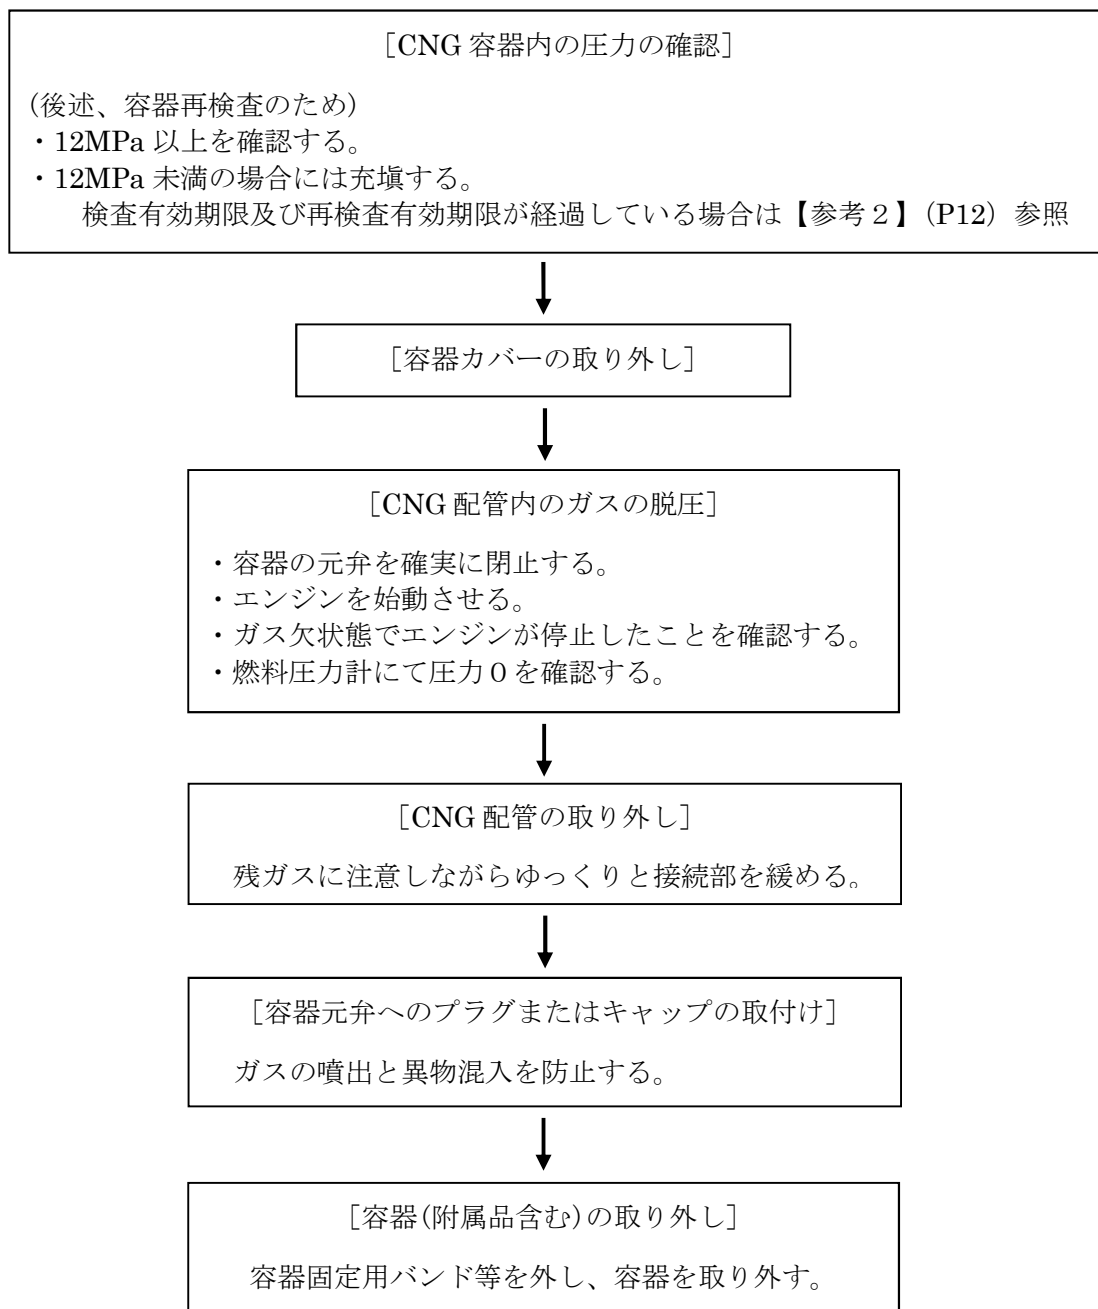 ［CNG 容器内の圧力の確認］
(後述、容器再検査のため)
・12MPa 以上を確認する。
・12MPa 未満の場合には充塡する。
検査有効期限及び再検査有効期限が経過している場合は【参考２】(P12) 参照
［容器カバーの取り外し］
［CNG 配管内のガスの脱圧］
・容器の元弁を確実に閉止する。
・エンジンを始動させる。
・ガス欠状態でエンジンが停止したことを確認する。
・燃料圧力計にて圧力０を確認する。
［CNG 配管の取り外し］
残ガスに注意しながらゆっくりと接続部を緩める。
［容器元弁へのプラグまたはキャップの取付け］
ガスの噴出と異物混入を防止する。
［容器(附属品含む)の取り外し］
容器固定用バンド等を外し、容器を取り外す。